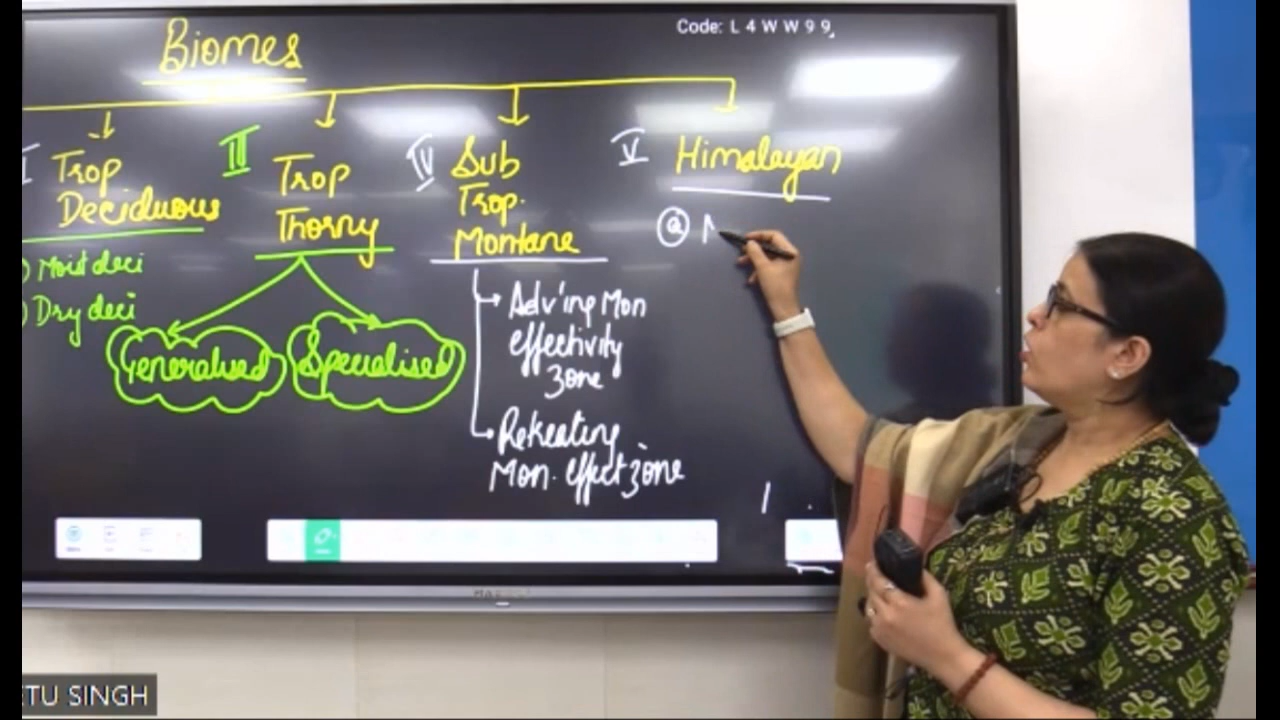 Code: L 4 W W 9 9
Biomes
I Trop
Deciduous
) Moist deci
) Dry deci
II Trop
Thorny
Generalised
Specialised
IV Sub
Trop.
Montane
Adv'ing Mon
effectivity
zone
Retreating
Mon. effect zone
V Himalayan
(a)
ETU SINGH